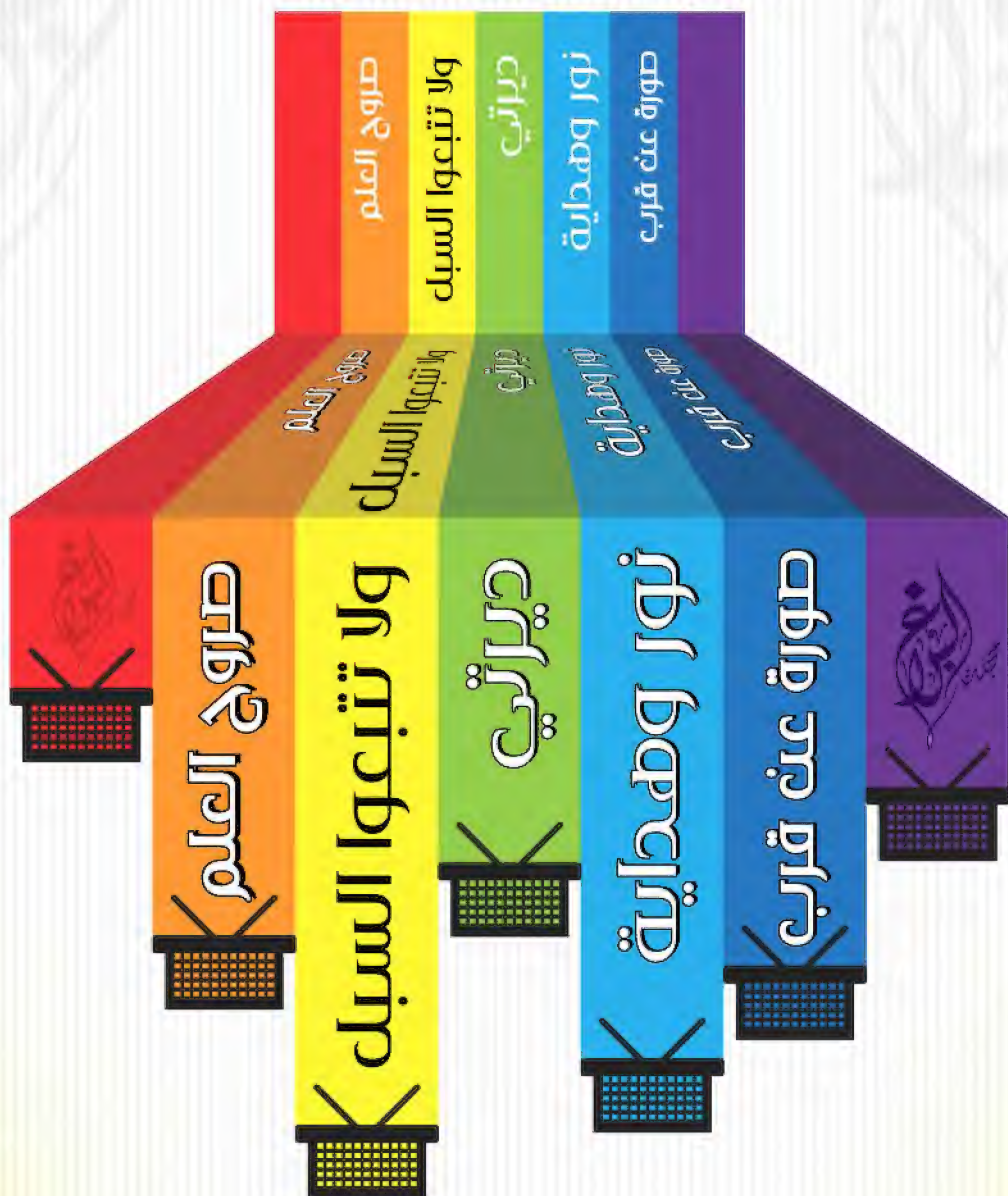 صروح العلم
ولا تتبعوا السبل
ديرتي
نور وهداية
صورة عن قرب
صروح العلم
ولا تتبعوا السبل
ديرتي
نور وهداية
صورة عن قرب
صروح العلم
ولا تتبعوا السبل
ديرتي
نور وهداية
صورة عن قرب